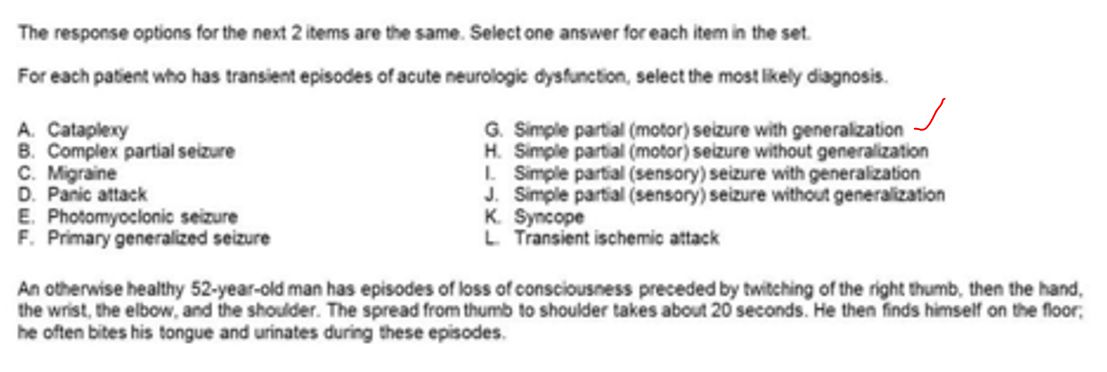 The response options for the next 2 items are the same. Select one answer for each item in the set.
For each patient who has transient episodes of acute neurologic dysfunction, select the most likely diagnosis.
A. Cataplexy
B. Complex partial seizure
C. Migraine
D. Panic attack
E. Photomyoclonic seizure
F. Primary generalized seizure
G. Simple partial (motor) seizure with generalization
H. Simple partial (motor) seizure without generalization
I. Simple partial (sensory) seizure with generalization
J. Simple partial (sensory) seizure without generalization
K. Syncope
L. Transient ischemic attack
An otherwise healthy 52-year-old man has episodes of loss of consciousness preceded by twitching of the right thumb, then the hand,
the wrist, the elbow, and the shoulder. The spread from thumb to shoulder takes about 20 seconds. He then finds himself on the floor;
he often bites his tongue and urinates during these episodes.